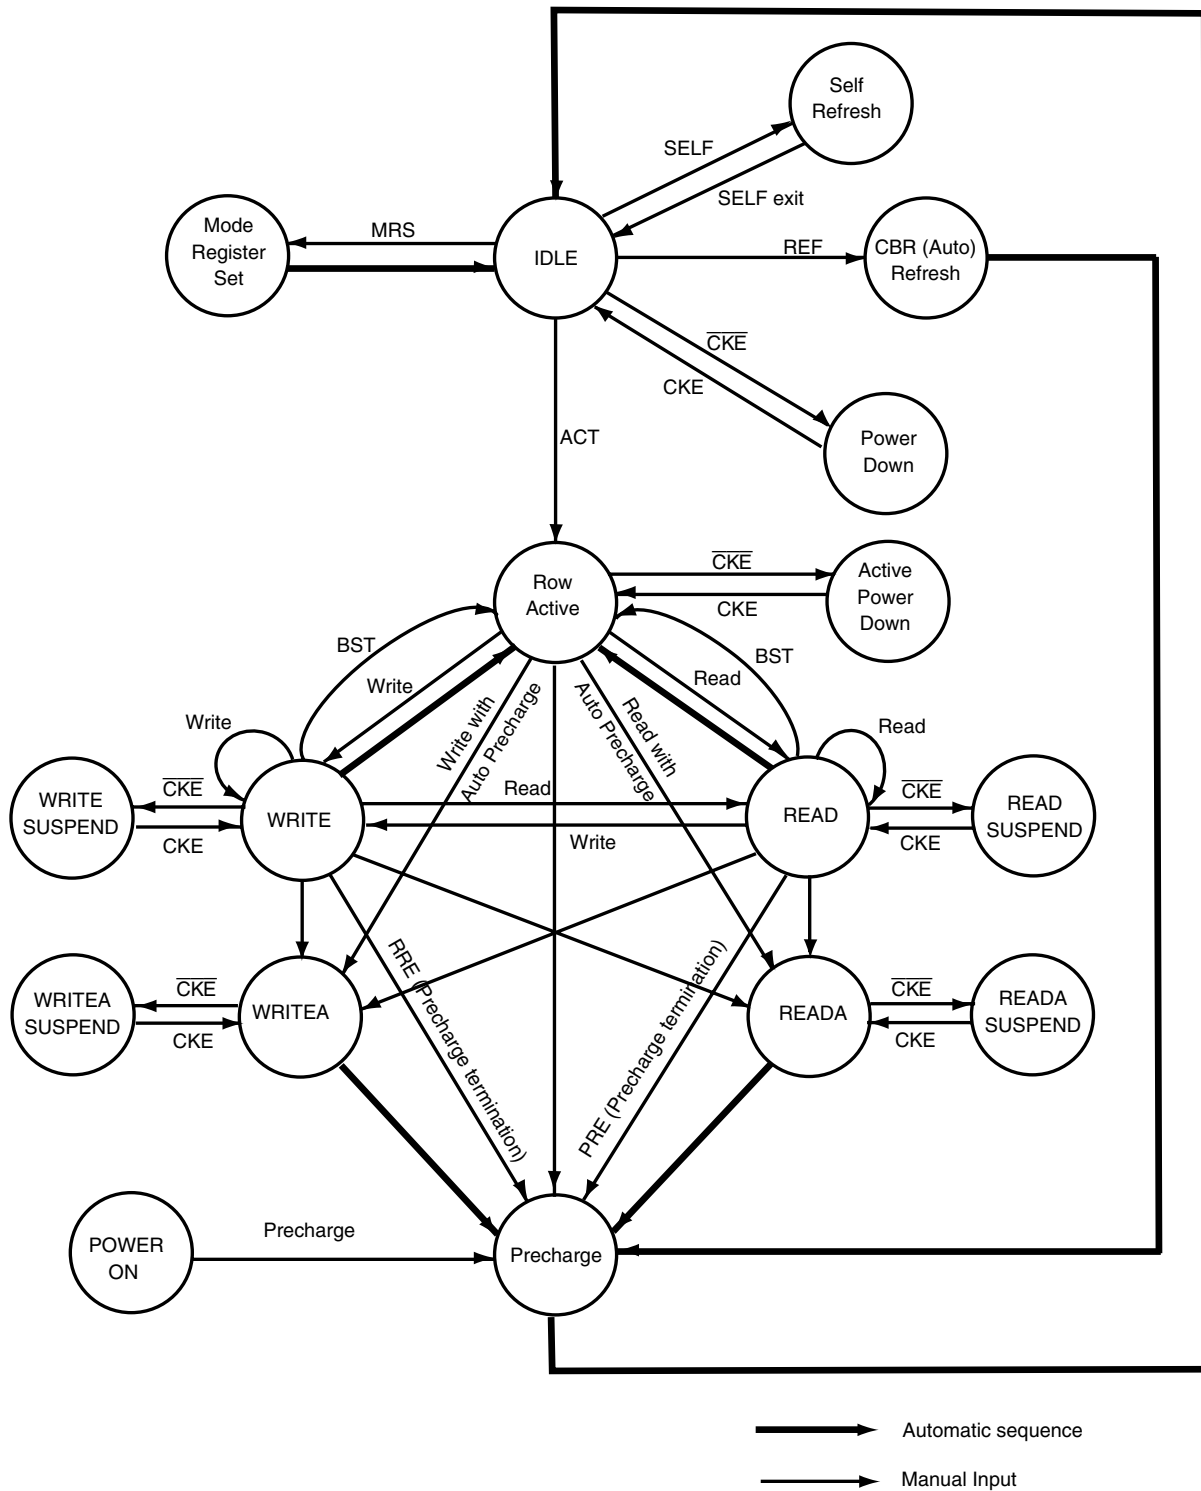 Self
Refresh
SELF
SELF exit
Mode
Register
Set
MRS
IDLE
REF
CBR (Auto)
Refresh
CKE
CKE
ACT
Power
Down
Row
Active
CKE
CKE
Active
Power
Down
BST
BST
Write
Read
Write with
Auto Precharge
Read with
Auto Precharge
Write
Read
WRITE
SUSPEND
CKE
CKE
WRITE
Read
Write
READ
CKE
CKE
READ
SUSPEND
WRITEA
SUSPEND
CKE
CKE
WRITEA
RRE (Precharge termination)
PRE (Precharge termination)
READA
CKE
CKE
READA
SUSPEND
POWER
ON
Precharge
Precharge
Automatic sequence
Manual Input